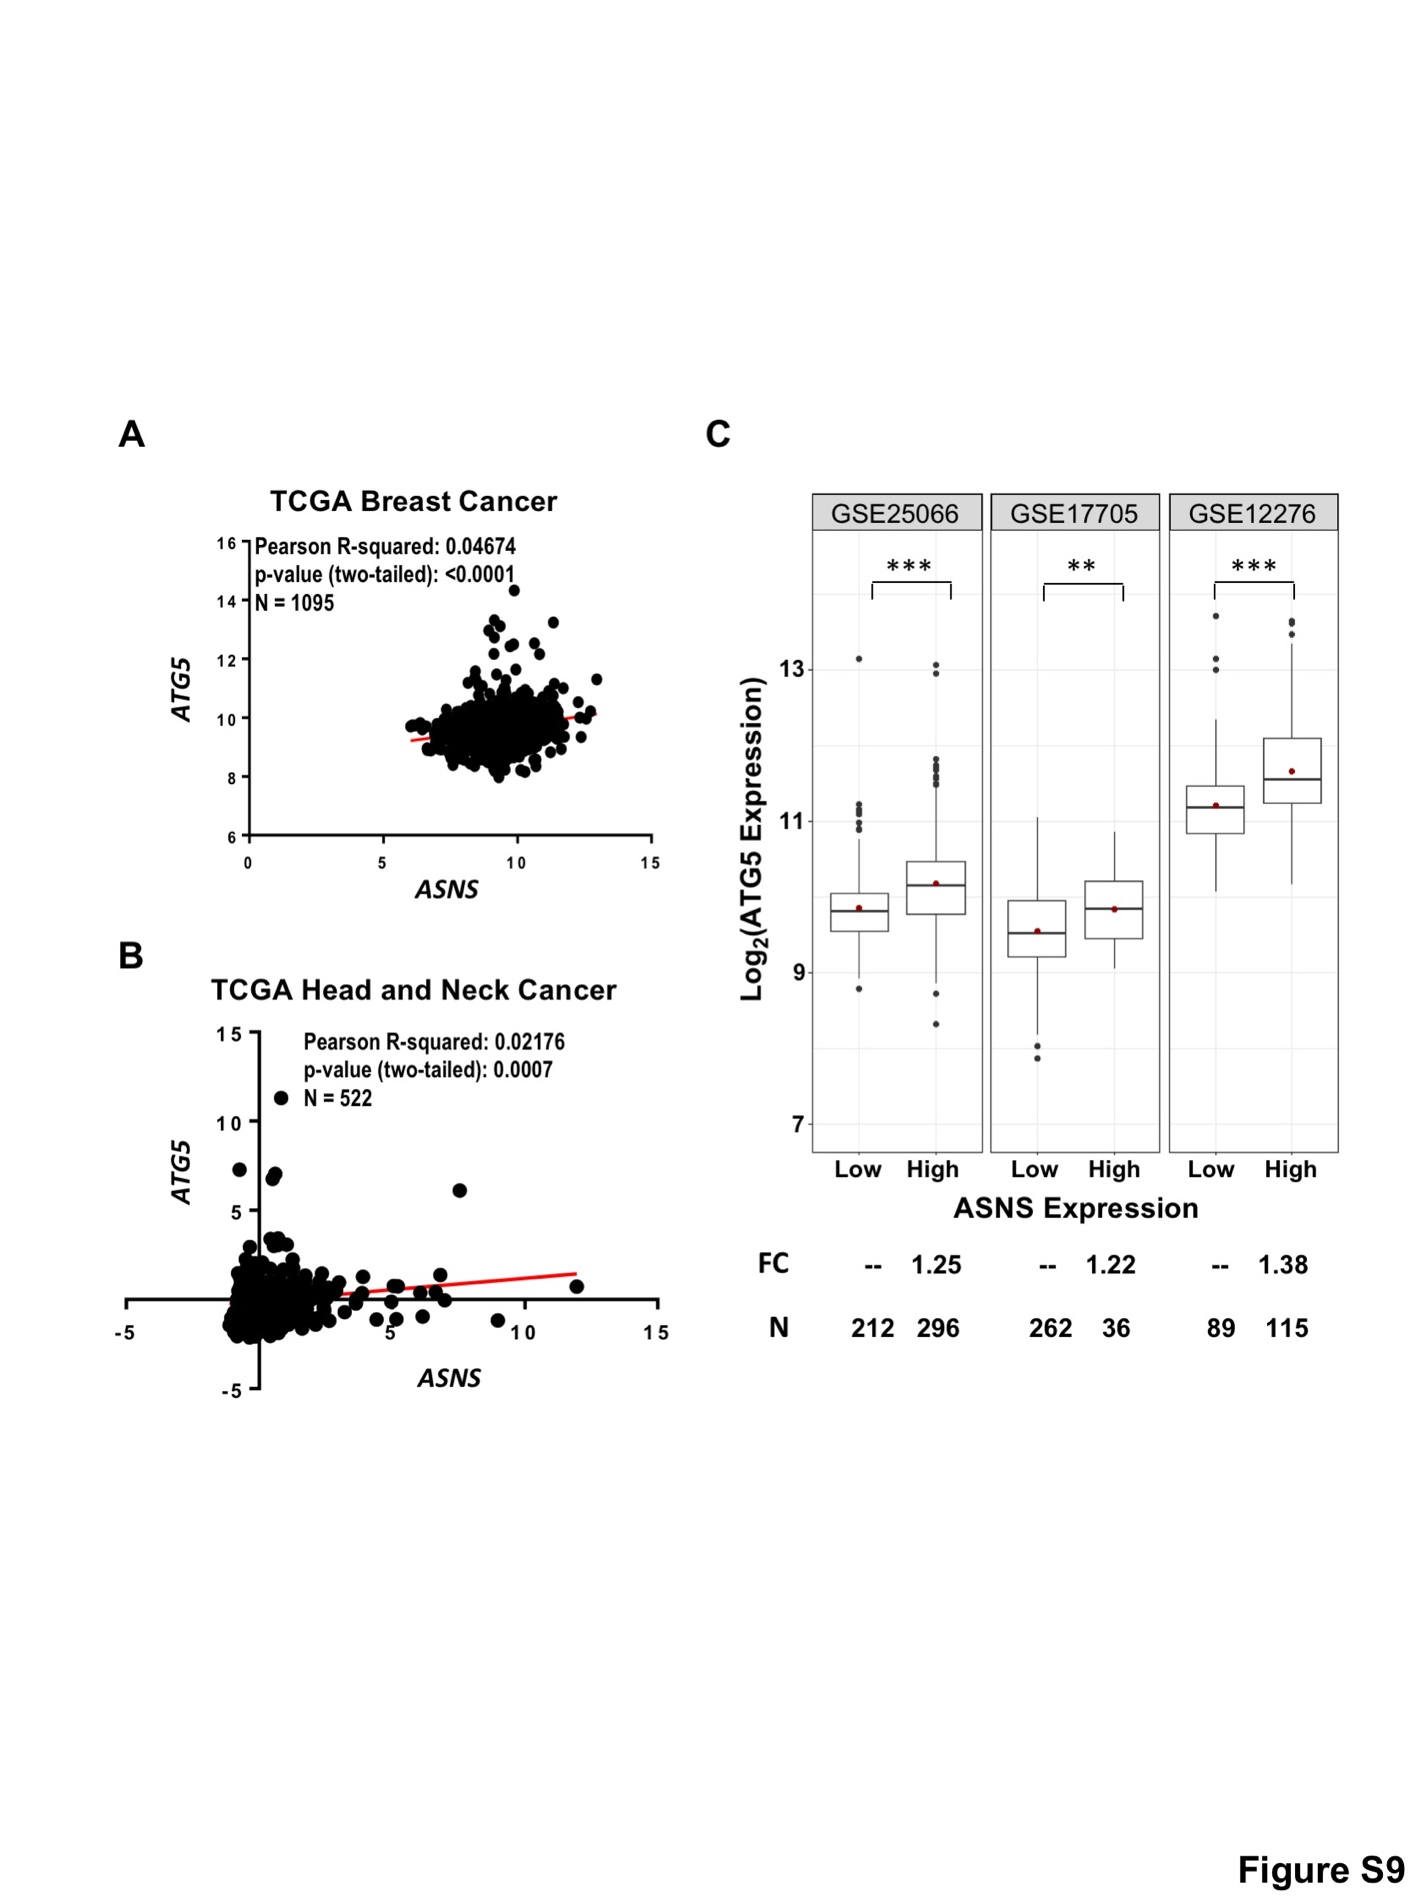 A
TCGA Breast Cancer
Pearson R-squared: 0.04674
p-value (two-tailed): <0.0001
N = 1095
16
14
12
10
8
6
ATG5
0 5 10 15
ASNS
B
TCGA Head and Neck Cancer
Pearson R-squared: 0.02176
p-value (two-tailed): 0.0007
N = 522
15
10
5
-5
ATG5
-5 5 10 15
ASNS
C
GSE25066 GSE17705 GSE12276
*** ** ***
13
11
9
7
Log2(ATG5 Expression)
Low High Low High Low High
ASNS Expression
FC -- 1.25 -- 1.22 -- 1.38
N 212 296 262 36 89 115
Figure S9